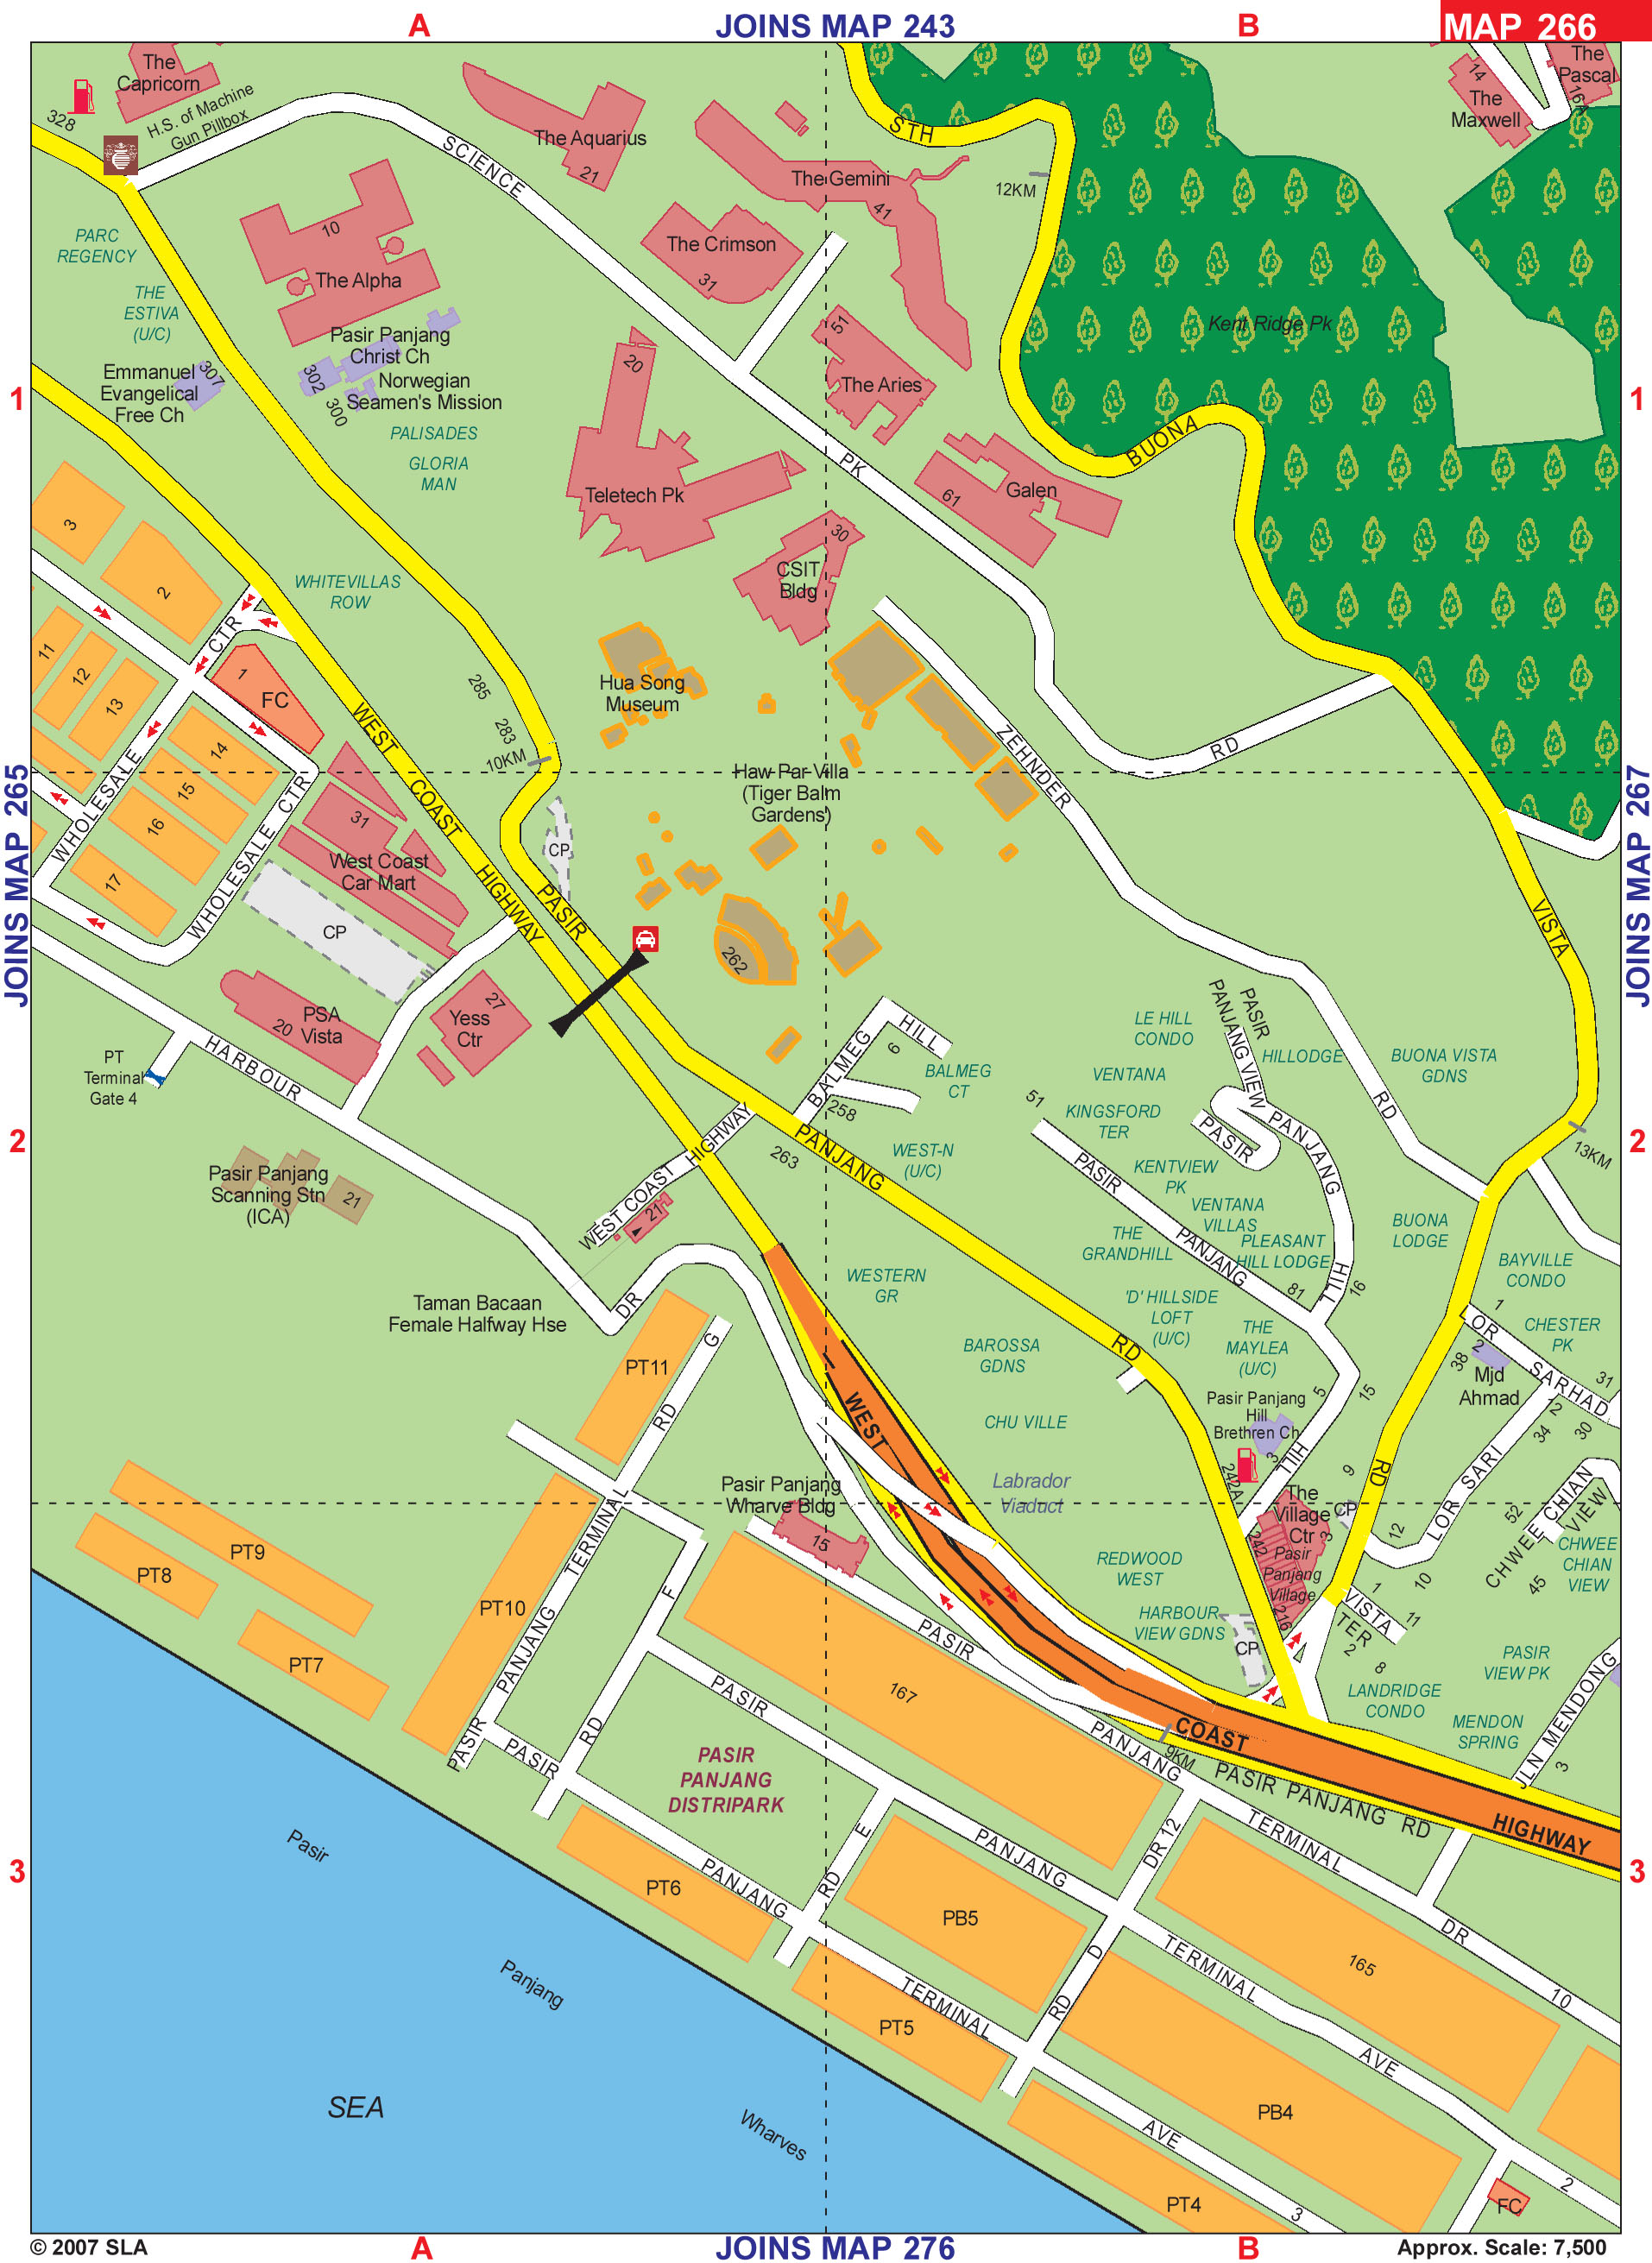 A
JOINS MAP 243
B
MAP 266
The
Capricorn
328
H.S. of Machine
Gun Pillbox
SCIENCE
The Aquarius
21
The Gemini
41
STH
12KM
14
The
Maxwell
The
Pascal
16A
PARC
REGENCY
THE
ESTIVA
(U/C)
10
The Alpha
The Crimson
31
51
The Aries
Kent Ridge Pk
Pasir Panjang
Christ Ch
302
Norwegian
Seamen's Mission
300
Emmanuel
Evangelical
Free Ch
307
1
PALISADES
GLORIA
MAN
20
Teletech Pk
PK
BUONA
61
Galen
1
30
CSIT
Bldg
3
2
WHITEVILLAS
ROW
CTR
11
12
13
1
FC
14
15
16
17
WHOLESALE
WHOLESALE CTR
285
283
10KM
WEST
COAST
HIGHWAY
Hua Song
Museum
Haw Par Villa
(Tiger Balm
Gardens')
262
ZEHNDER
RD
JOINS MAP 265
JOINS MAP 267
31
West Coast
Car Mart
CP
CP
PASIR
VISTA
PSA
Vista
20
27
Yess
Ctr
PT
Terminal
Gate 4
HARBOUR
BALMEG
HILL
6
BALMEG
CT
258
263
PANJANG
LE HILL
CONDO
PASIR
PANJANG VIEW
HILLODGE
BUONA VISTA
GDNS
VENTANA
51
KINGSFORD
TER
PASIR
PANJANG
RD
13KM
2
2
Pasir Panjang
Scanning Stn
(ICA)
21
WEST COAST
HIGHWAY
21
WEST-N
(U/C)
PASIR
PANJANG
KENTVIEW
PK
VENTANA
VILLAS
THE
GRANDHILL
PLEASANT
HILL LODGE
81
HILL
16
BUONA
LODGE
BAYVILLE
CONDO
WESTERN
GR
'D' HILLSIDE
LOFT
(U/C)
THE
MAYLEA
(U/C)
1
LOR
SARHAD
CHESTER
PK
38
2
Mjd
Ahmad
31
Taman Bacaan
Female Halfway Hse
DR
PT11
G
RD
BAROSSA
GDNS
RD
CHU VILLE
Pasir Panjang
Hill
Brethren Ch
5
15
3
HILL
242A
9
RD
12
34
30
LOR SARI
52
CHWEE CHIAN
VIEW
CHWEE
CHIAN
VIEW
45
WEST
Labrador
Viaduct
Pasir Panjang
Wharve Bldg
15
The
Village
Ctr
3
CP
242
Pasir
Panjang
Village
216
12
10
PT9
PT8
PT7
PT10
PASIR
PANJANG
TERMINAL
F
RD
REDWOOD
WEST
HARBOUR
VIEW GDNS
CP
1
VISTA
TER
11
2
8
LANDRIDGE
CONDO
PASIR
VIEW PK
MENDON
SPRING
JLN MENDONG
3
PASIR
167
PASIR
PASIR
PASIR
PANJANG
DISTRIPARK
PANJANG
COAST
9KM
PASIR PANJANG RD
HIGHWAY
3
3
PT6
PANJANG
E
RD
PANJANG
DR 12
TERMINAL
PB5
165
DR
10
D
RD
TERMINAL
AVE
TERMINAL
PT5
PB4
AVE
2
3
PT4
FC
Pasir
Panjang
Wharves
SEA
© 2007 SLA
A
JOINS MAP 276
B
Approx. Scale: 7,500